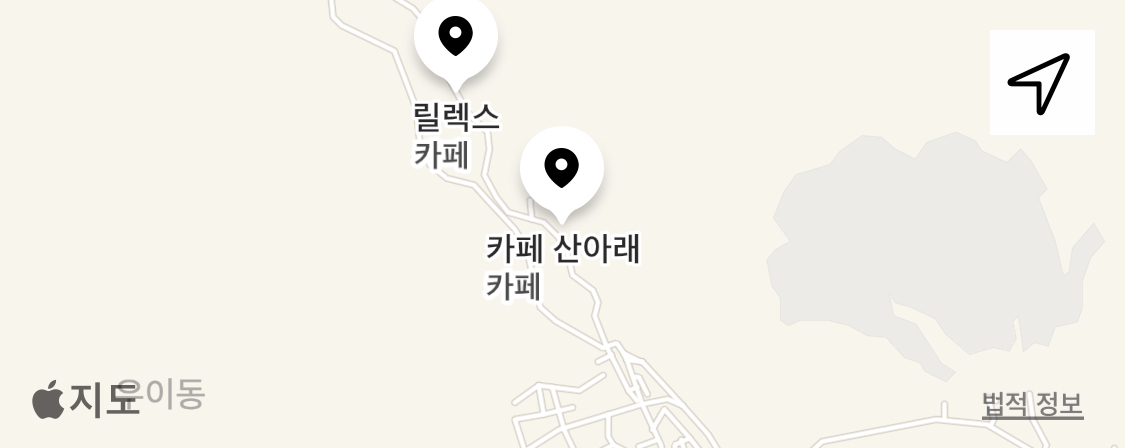 릴렉스
카페
카페 산아래
카페
지도
우이동
법적 정보